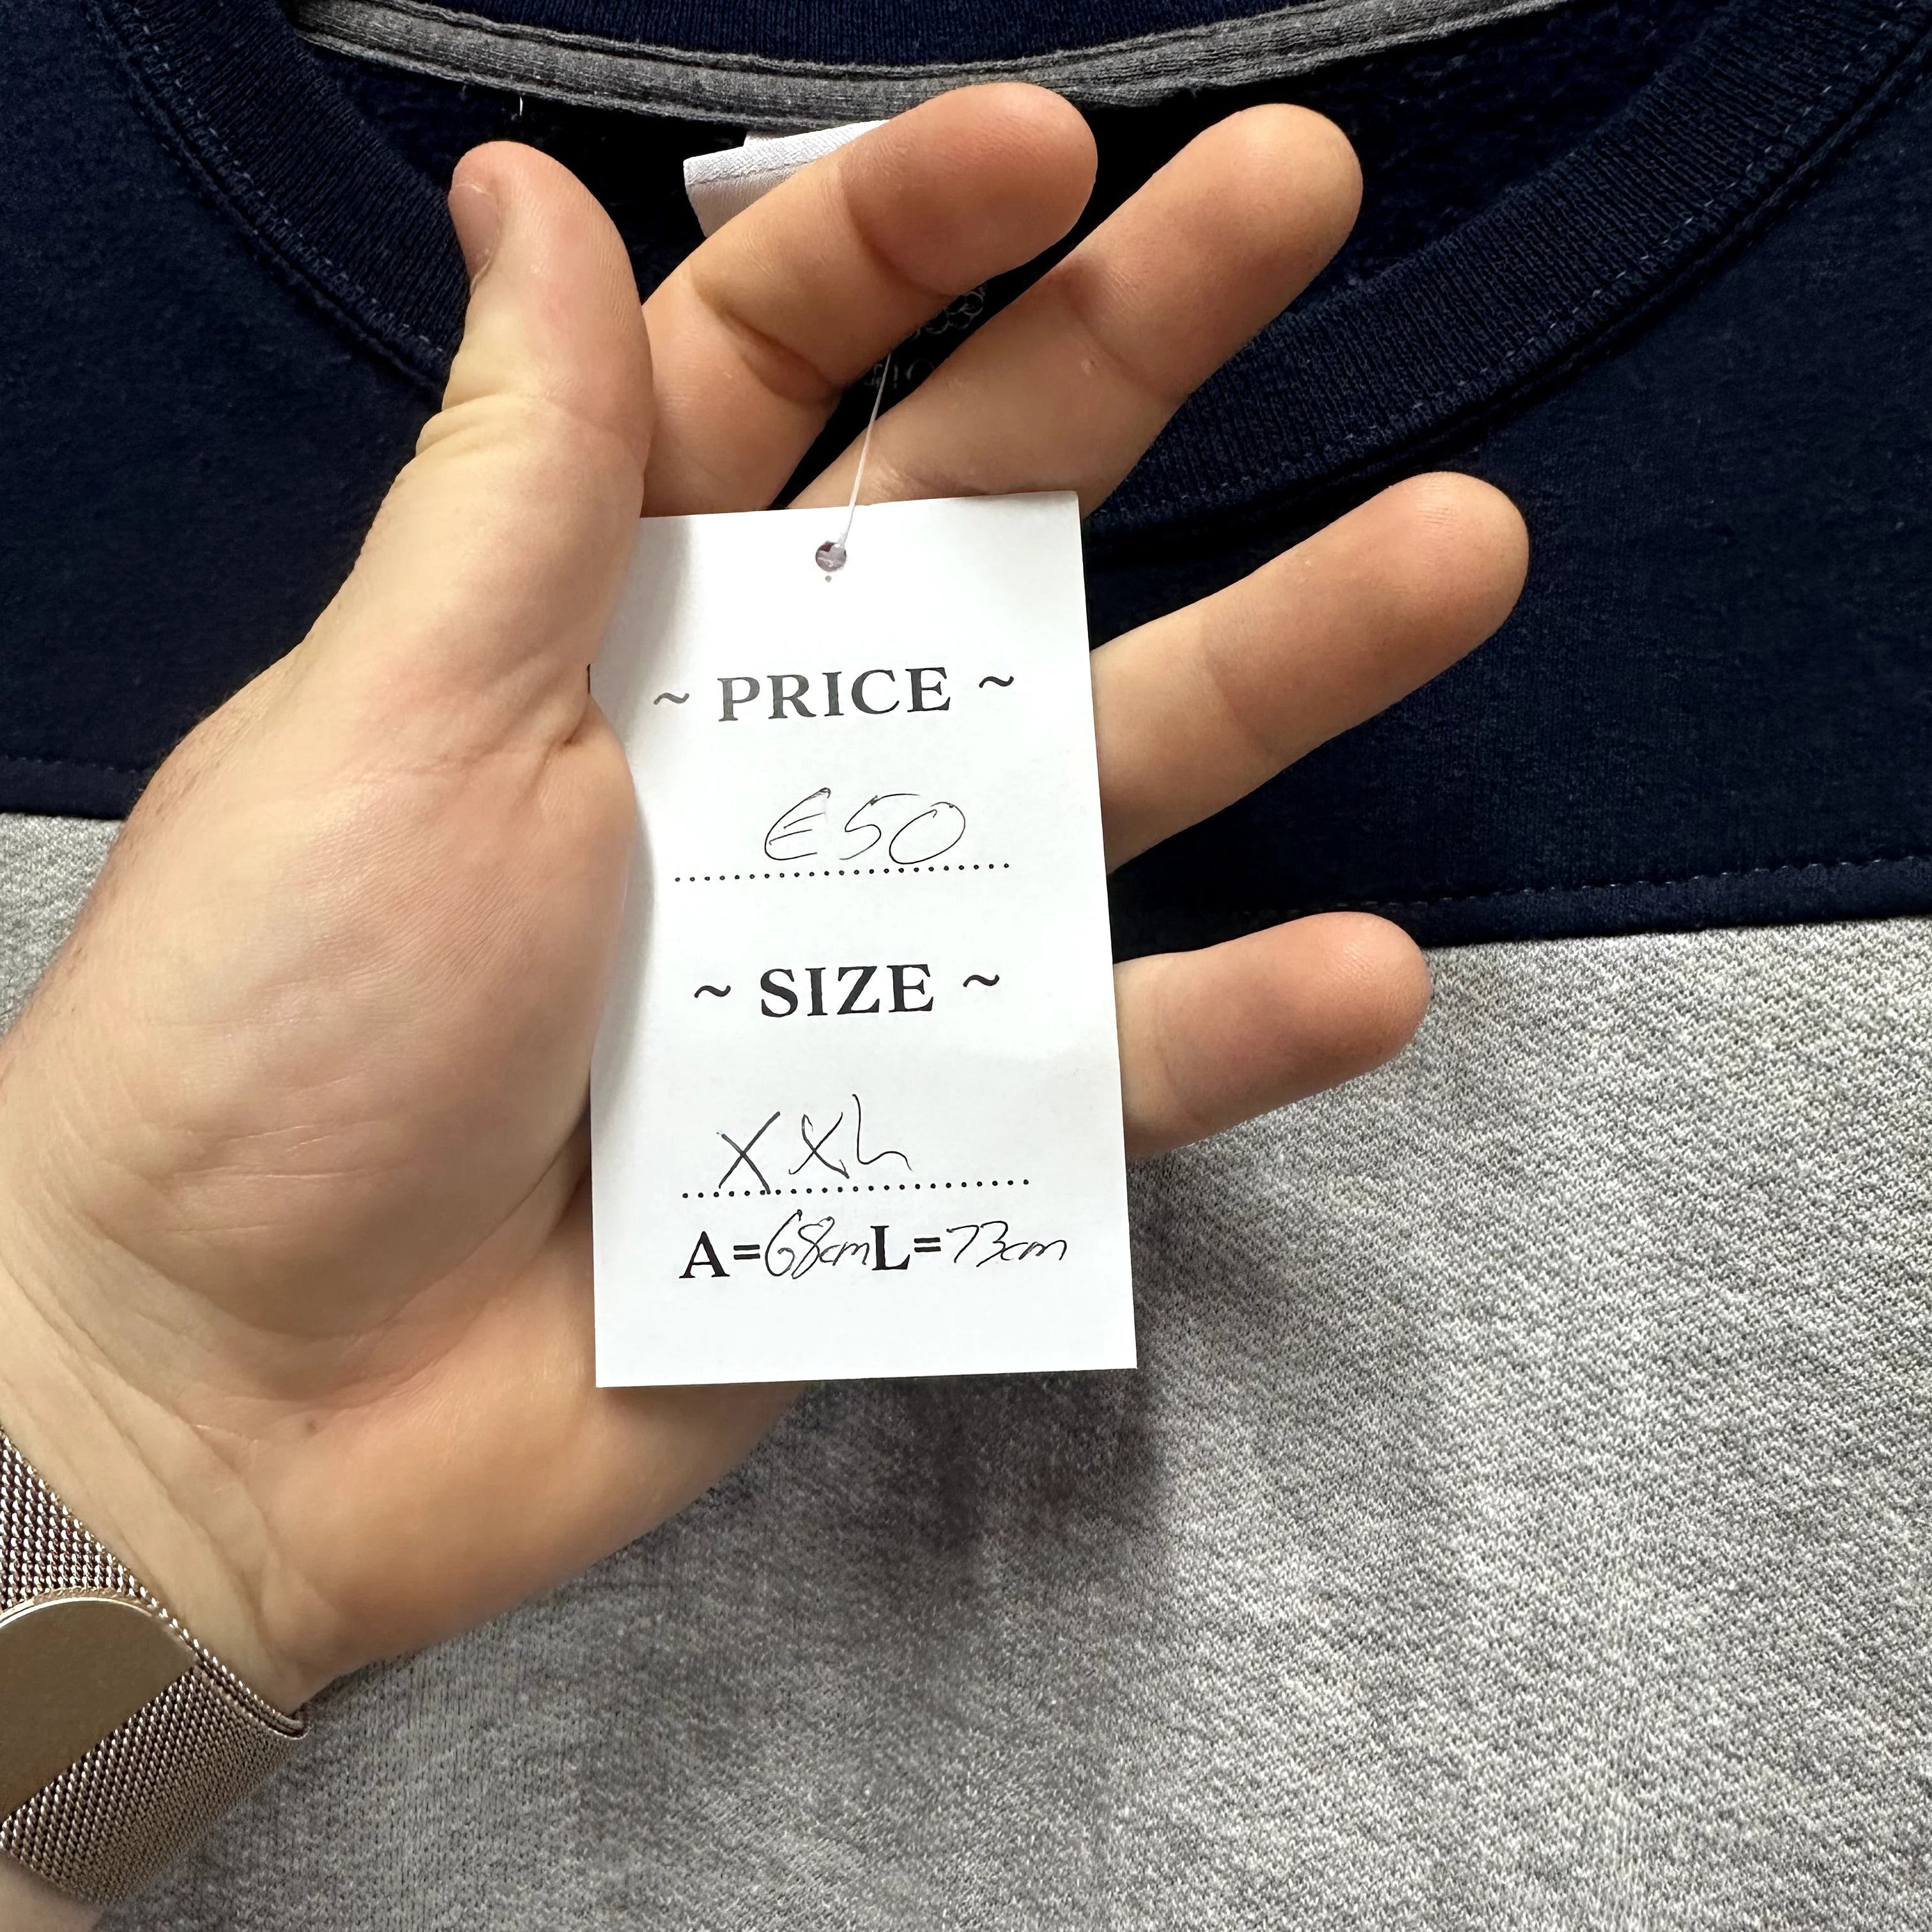 ~ PRICE ~
€50
~ SIZE ~
XXL
A=68cm L=73cm